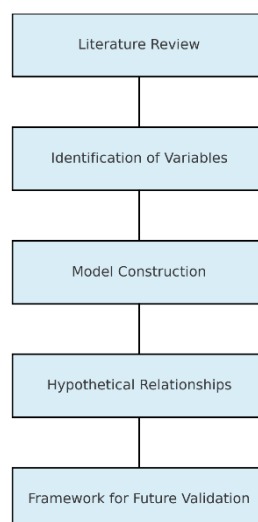 Literature Review
Identification of Variables
Model Construction
Hypothetical Relationships
Framework for Future Validation